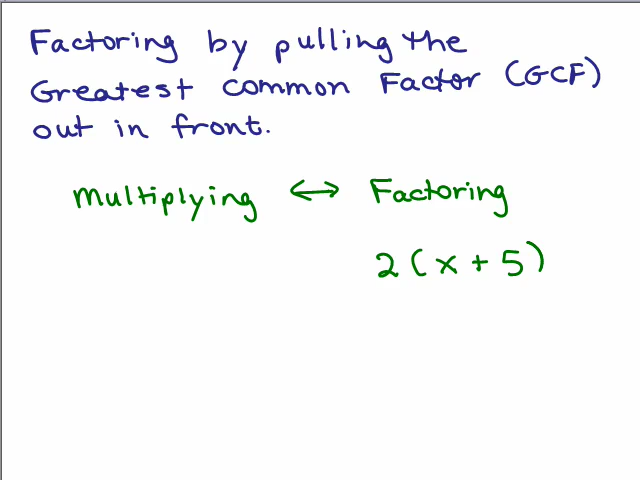 Factoring by pulling the
Greatest common Factor (GCF)
out in front.
Multiplying ↔ Factoring
2(x+5)